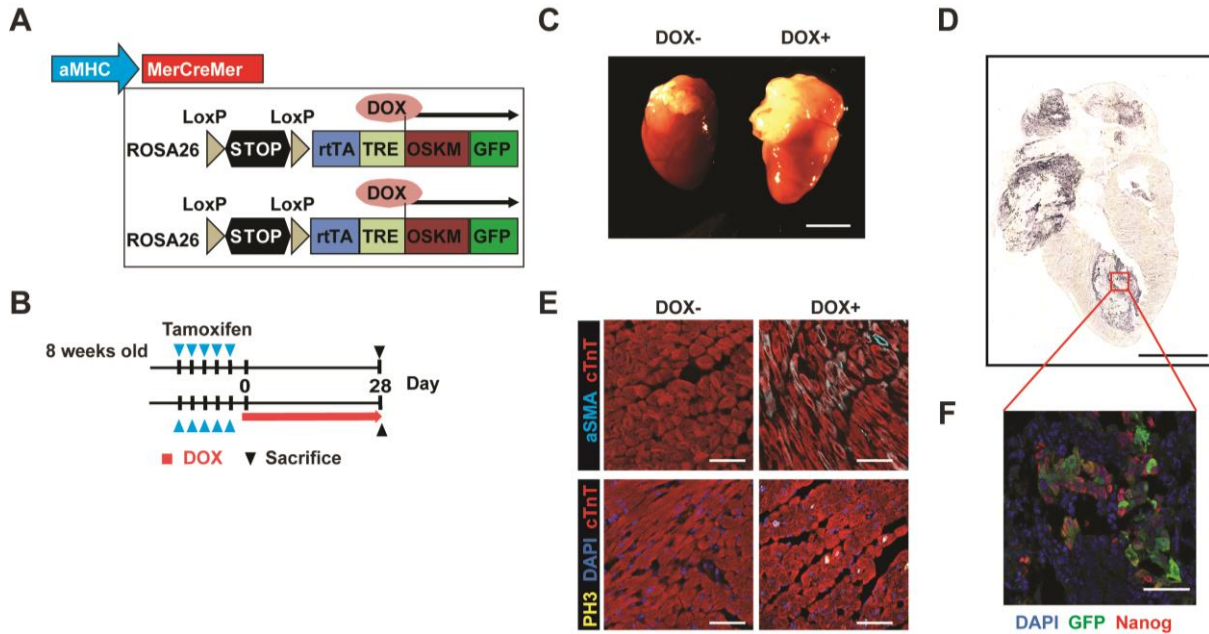 A
aMHC
MerCreMer
DOX
LoxP LoxP
ROSA26 STOP rtTA TRE OSKM GFP
DOX
LoxP LoxP
ROSA26 STOP rtTA TRE OSKM GFP
B
Tamoxifen
8 weeks old
0 28 Day
DOX Sacrifice
C
DOX- DOX+
D
E
DOX- DOX+
aSMA cTnT
PH3 DAPI cTnT
F
DAPI GFP Nanog